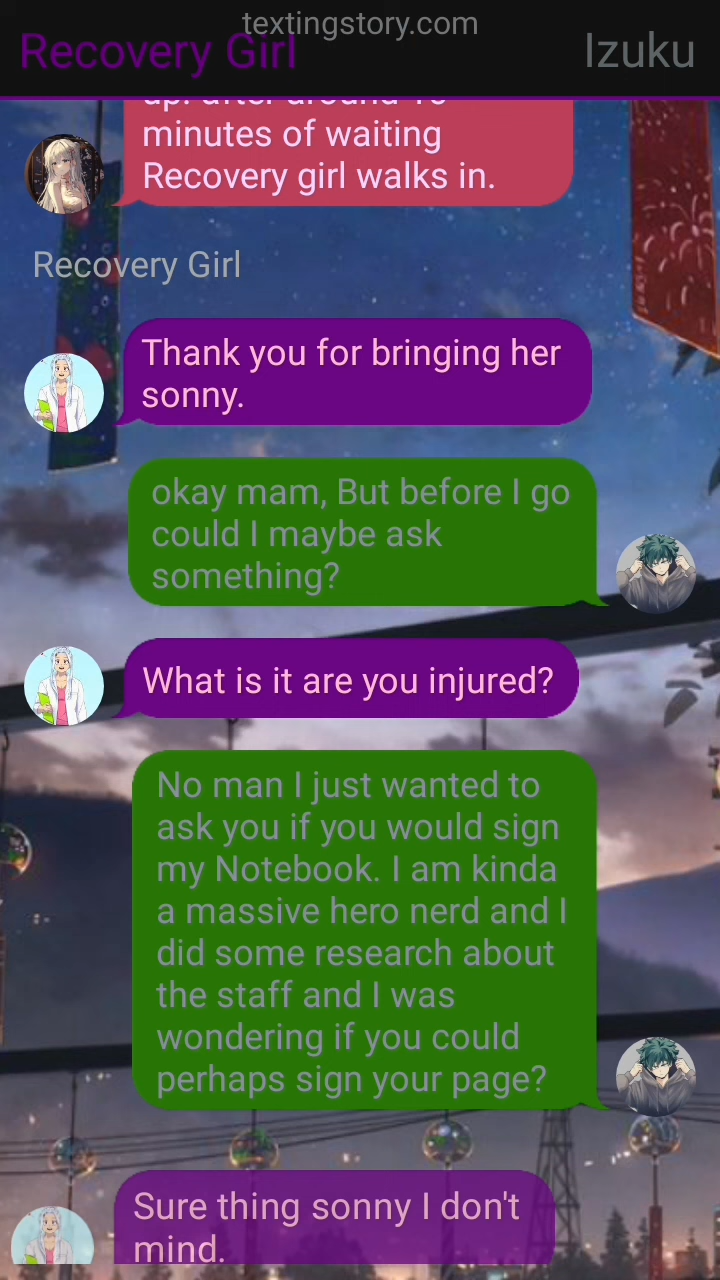 textingstory.com
Recovery Girl
Izuku
minutes of waiting
Recovery girl walks in.
Recovery Girl
Thank you for bringing her
sonny.
okay mam, But before I go
could I maybe ask
something?
What is it are you injured?
No man I just wanted to
ask you if you would sign
my Notebook. I am kinda
a massive hero nerd and I
did some research about
the staff and I was
wondering if you could
perhaps sign your page?
Sure thing sonny I don't
mind.